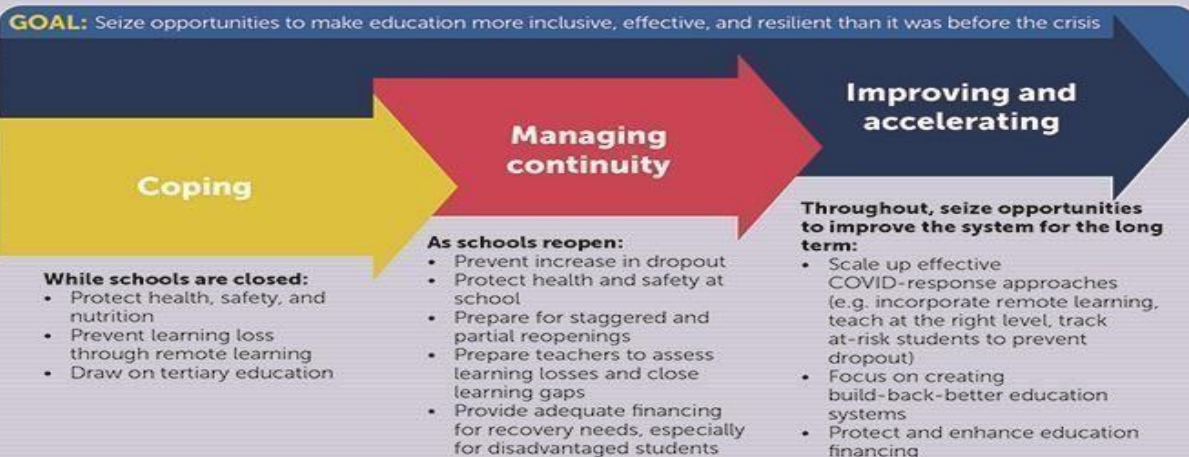 GOAL: Seize opportunities to make education more inclusive, effective, and resilient than it was before the crisis
Coping
While schools are closed:
• Protect health, safety, and
nutrition
• Prevent learning loss
through remote learning
• Draw on tertiary education
Managing
continuity
As schools reopen:
• Prevent increase in dropout
• Protect health and safety at
school
• Prepare for staggered and
partial reopenings
• Prepare teachers to assess
learning losses and close
learning gaps
• Provide adequate financing
for recovery needs, especially
for disadvantaged students
Improving and
accelerating
Throughout, seize opportunities
to improve the system for the long
term:
• Scale up effective
COVID-response approaches
(e.g. incorporate remote learning,
teach at the right level, track
at-risk students to prevent
dropout)
• Focus on creating
build-back-better education
systems
• Protect and enhance education
financing